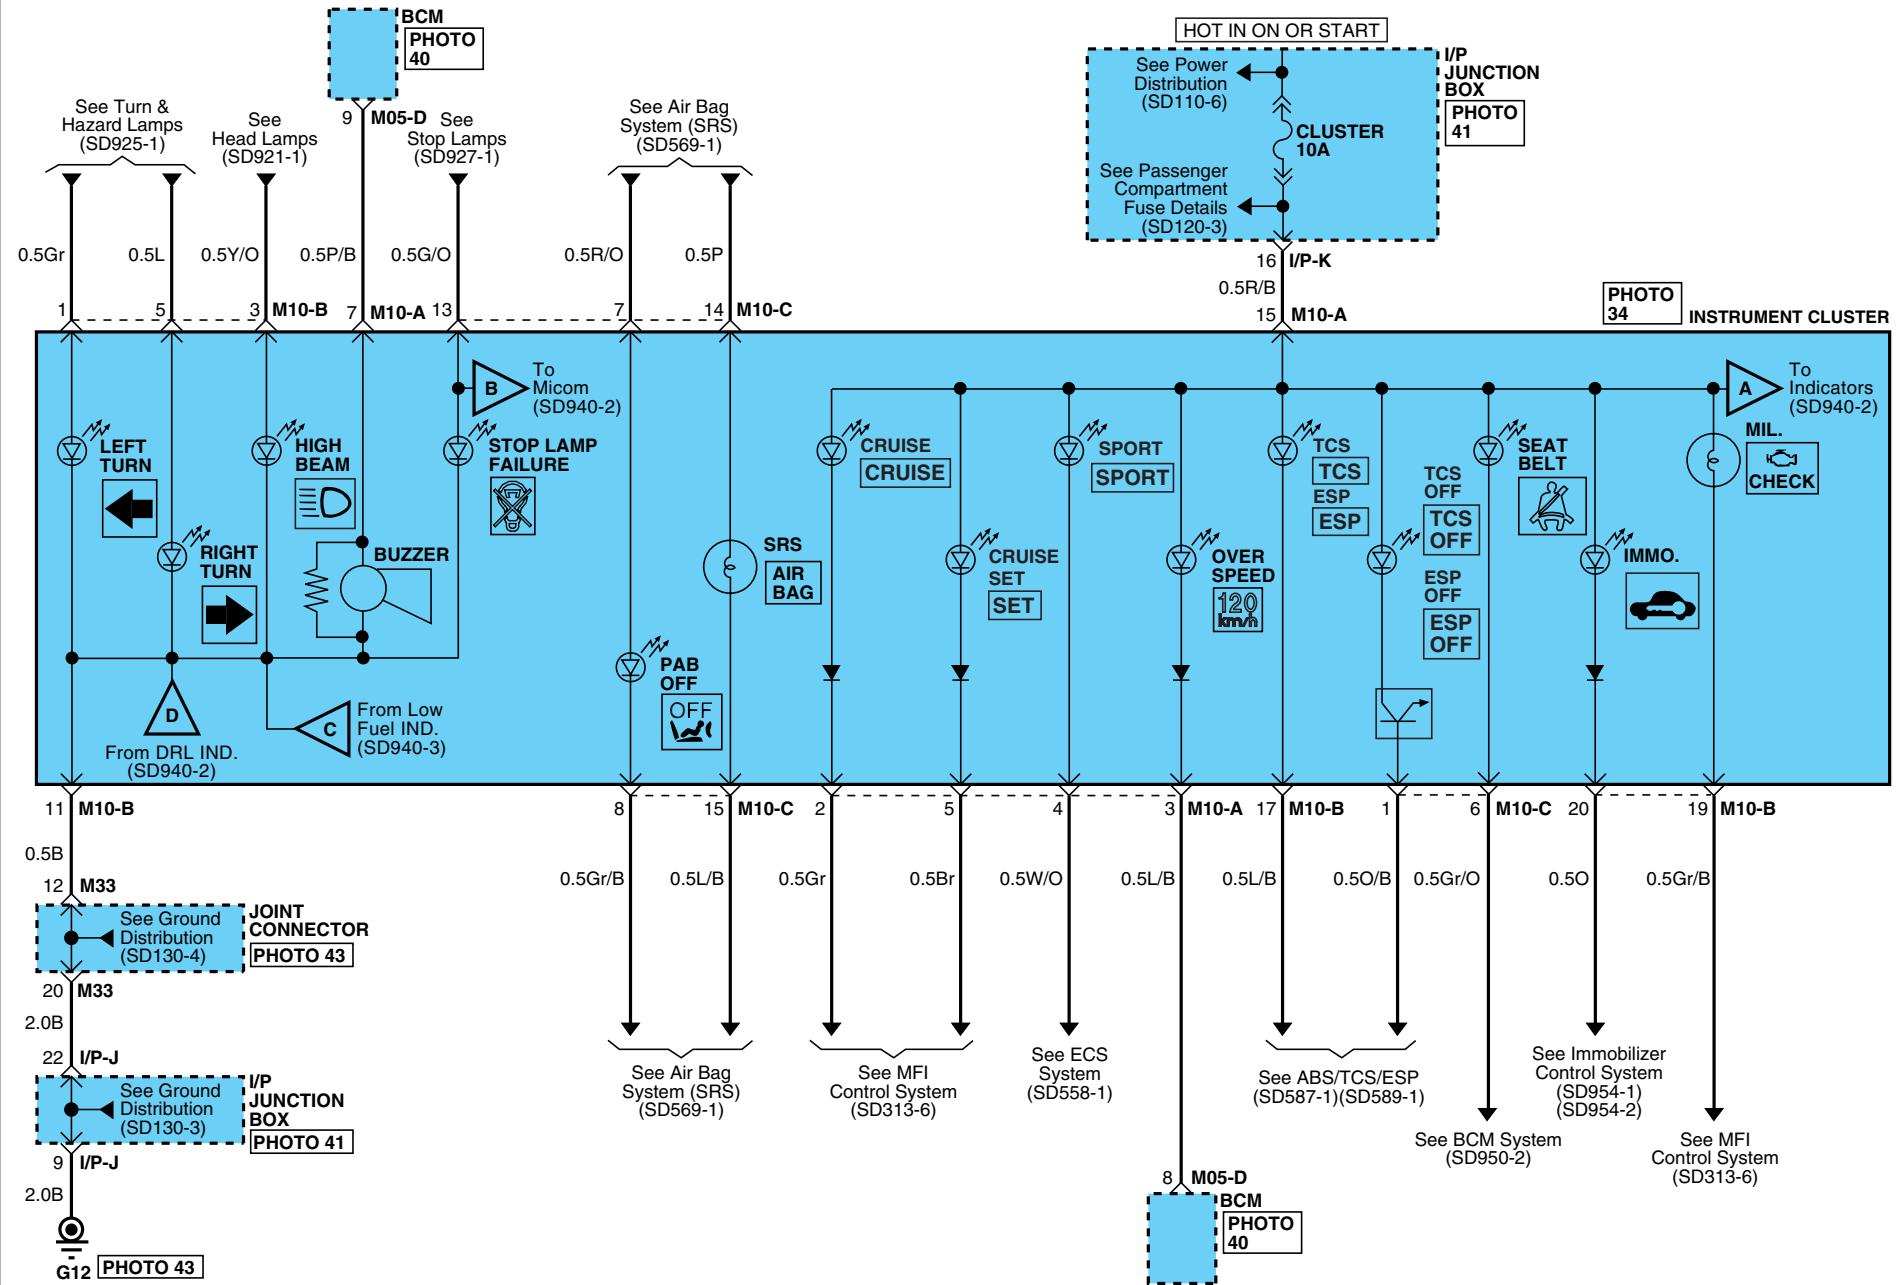 BCM
PHOTO
40
HOT IN ON OR START
See Power
Distribution
(SD110-6)
CLUSTER
10A
See Passenger
Compartment
Fuse Details
(SD120-3)
I/P
JUNCTION
BOX
PHOTO
41
See Turn &
Hazard Lamps
(SD925-1)
See
Head Lamps
(SD921-1)
9 M05-D
See
Stop Lamps
(SD927-1)
See Air Bag
System (SRS)
(SD569-1)
0.5Gr
0.5L
0.5Y/O
0.5P/B
0.5G/O
0.5R/O
0.5P
16 I/P-K
0.5R/B
1
5
3 M10-B
7 M10-A
13
7
14 M10-C
15 M10-A
PHOTO
34
INSTRUMENT CLUSTER
B
To
Micom
(SD940-2)
A
To
Indicators
(SD940-2)
LEFT
TURN
HIGH
BEAM
STOP LAMP
FAILURE
CRUISE
CRUISE
SPORT
SPORT
TCS
TCS
ESP
ESP
TCS
OFF
TCS
OFF
SEAT
BELT
MIL.
CHECK
RIGHT
TURN
BUZZER
SRS
AIR
BAG
CRUISE
SET
SET
OVER
SPEED
120
km/h
ESP
OFF
ESP
OFF
IMMO.
PAB
OFF
OFF
D
From DRL IND.
(SD940-2)
C
From Low
Fuel IND.
(SD940-3)
11 M10-B
8
15 M10-C
2
5
4
3 M10-A
17 M10-B
1
6 M10-C
20
19 M10-B
0.5B
0.5Gr/B
0.5L/B
0.5Gr
0.5Br
0.5W/O
0.5L/B
0.5L/B
0.5O/B
0.5Gr/O
0.5O
0.5Gr/B
12 M33
See Ground
Distribution
(SD130-4)
JOINT
CONNECTOR
PHOTO 43
20 M33
2.0B
22 I/P-J
See Ground
Distribution
(SD130-3)
I/P
JUNCTION
BOX
PHOTO 41
9 I/P-J
2.0B
G12
PHOTO 43
See Air Bag
System (SRS)
(SD569-1)
See MFI
Control System
(SD313-6)
See ECS
System
(SD558-1)
See ABS/TCS/ESP
(SD587-1)(SD589-1)
See BCM System
(SD950-2)
See Immobilizer
Control System
(SD954-1)
(SD954-2)
See MFI
Control System
(SD313-6)
8 M05-D
BCM
PHOTO
40